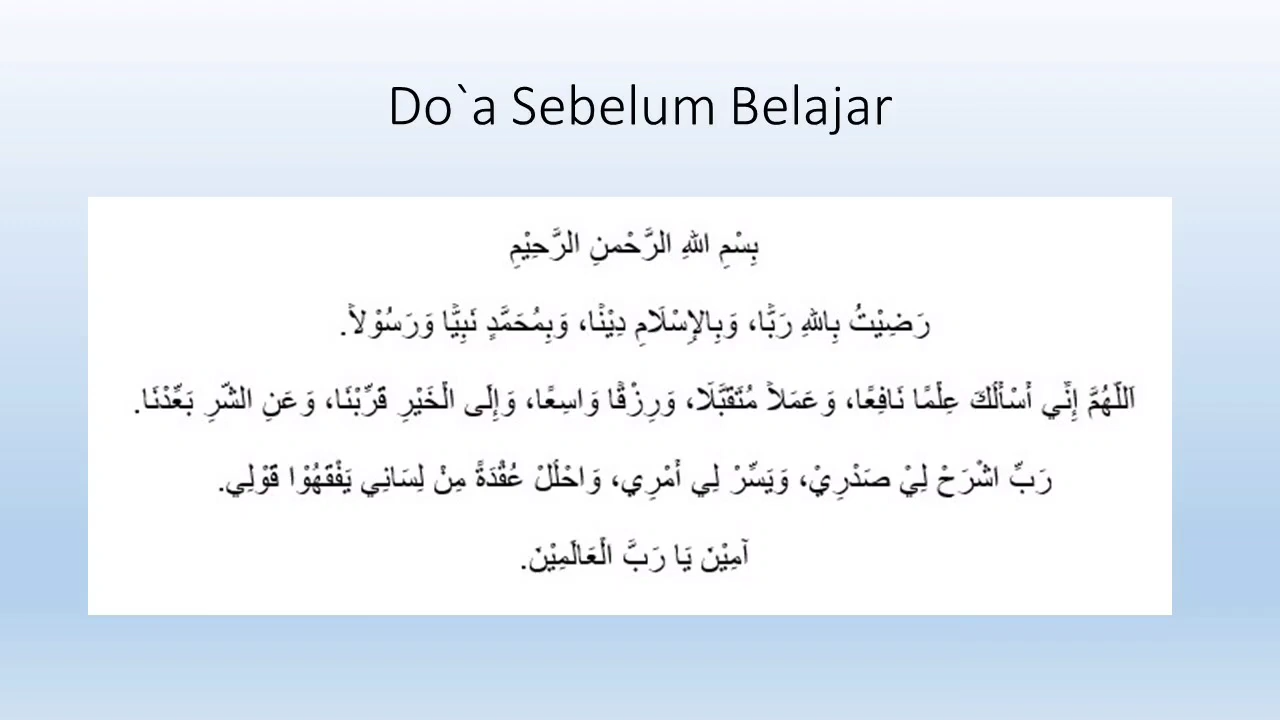 Do`a Sebelum Belajar
بِسْمِ اللهِ الرَّحْمنِ الرَّحِيْمِ
رَضِيْتُ بِاللهِ رَبًّا، وَبِالإِسْلَامِ دِيْنًا، وَبِمُحَمَّدٍ نَبِيًّا وَرَسُوْلاً.
اَللّٰهُمَّ إِنِّي أَسْأَلُكَ عِلْمًا نَافِعًا، وَعَمَلاً مُتَقَبَّلَا، وَرِزْقًا وَاسِعًا، وَإِلَى الْخَيْرِ قَرِّبْنَا، وَعَنِ الشَّرِ بَعِّدْنَا.
رَبِّ اشْرَحْ لِيْ صَدْرِيْ، وَيَسِّرْ لِي أَمْرِي، وَاحْلُلْ عُقْدَةً مِنْ لِسَانِي يَفْقَهُوْا قَوْلِي.
آمِيْنَ يَا رَبَّ الْعَالَمِيْنَ.